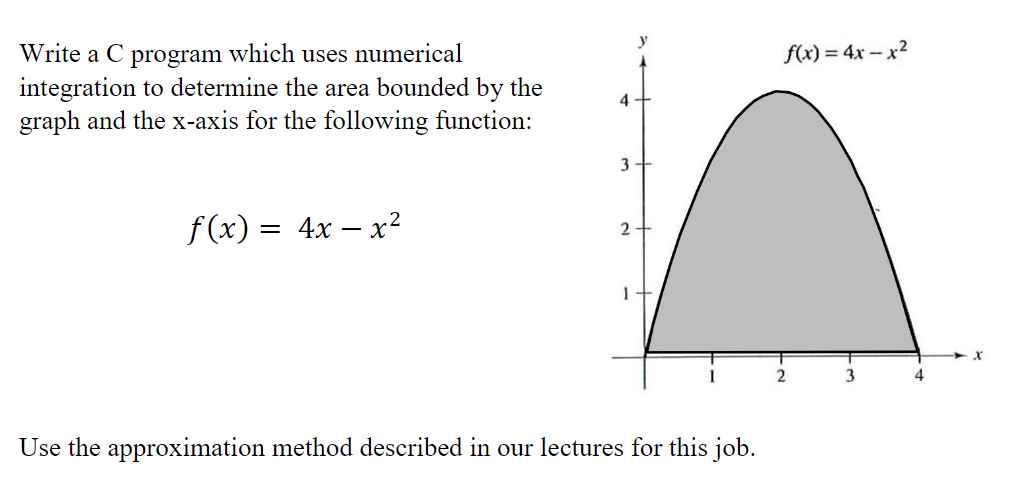 Write a C program which uses numerical
integration to determine the area bounded by the
graph and the x-axis for the following function:
f(x) = 4x − x²
Use the approximation method described in our lectures for this job.
y
f(x) = 4x − x²
4
3
2
1
x
1 2 3 4